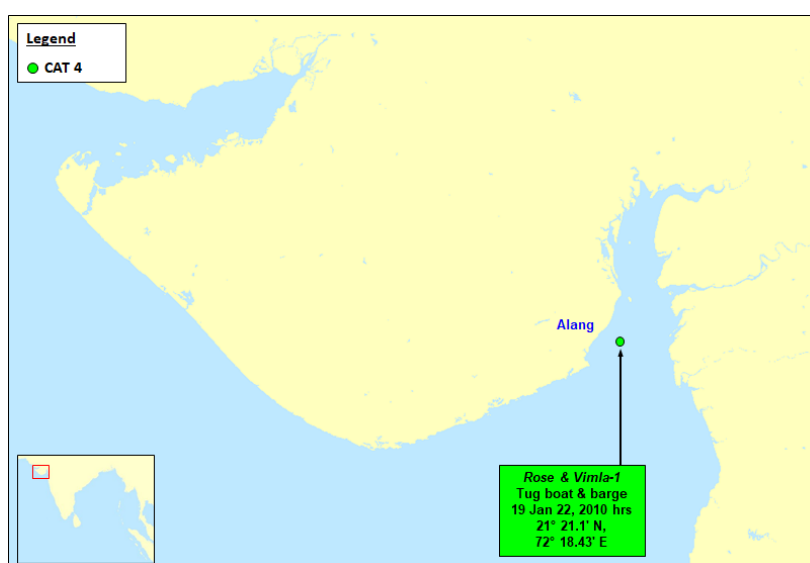 Legend
CAT 4
Alang
Rose & Vimla-1
Tug boat & barge
19 Jan 22, 2010 hrs
21° 21.1' N,
72° 18.43' E